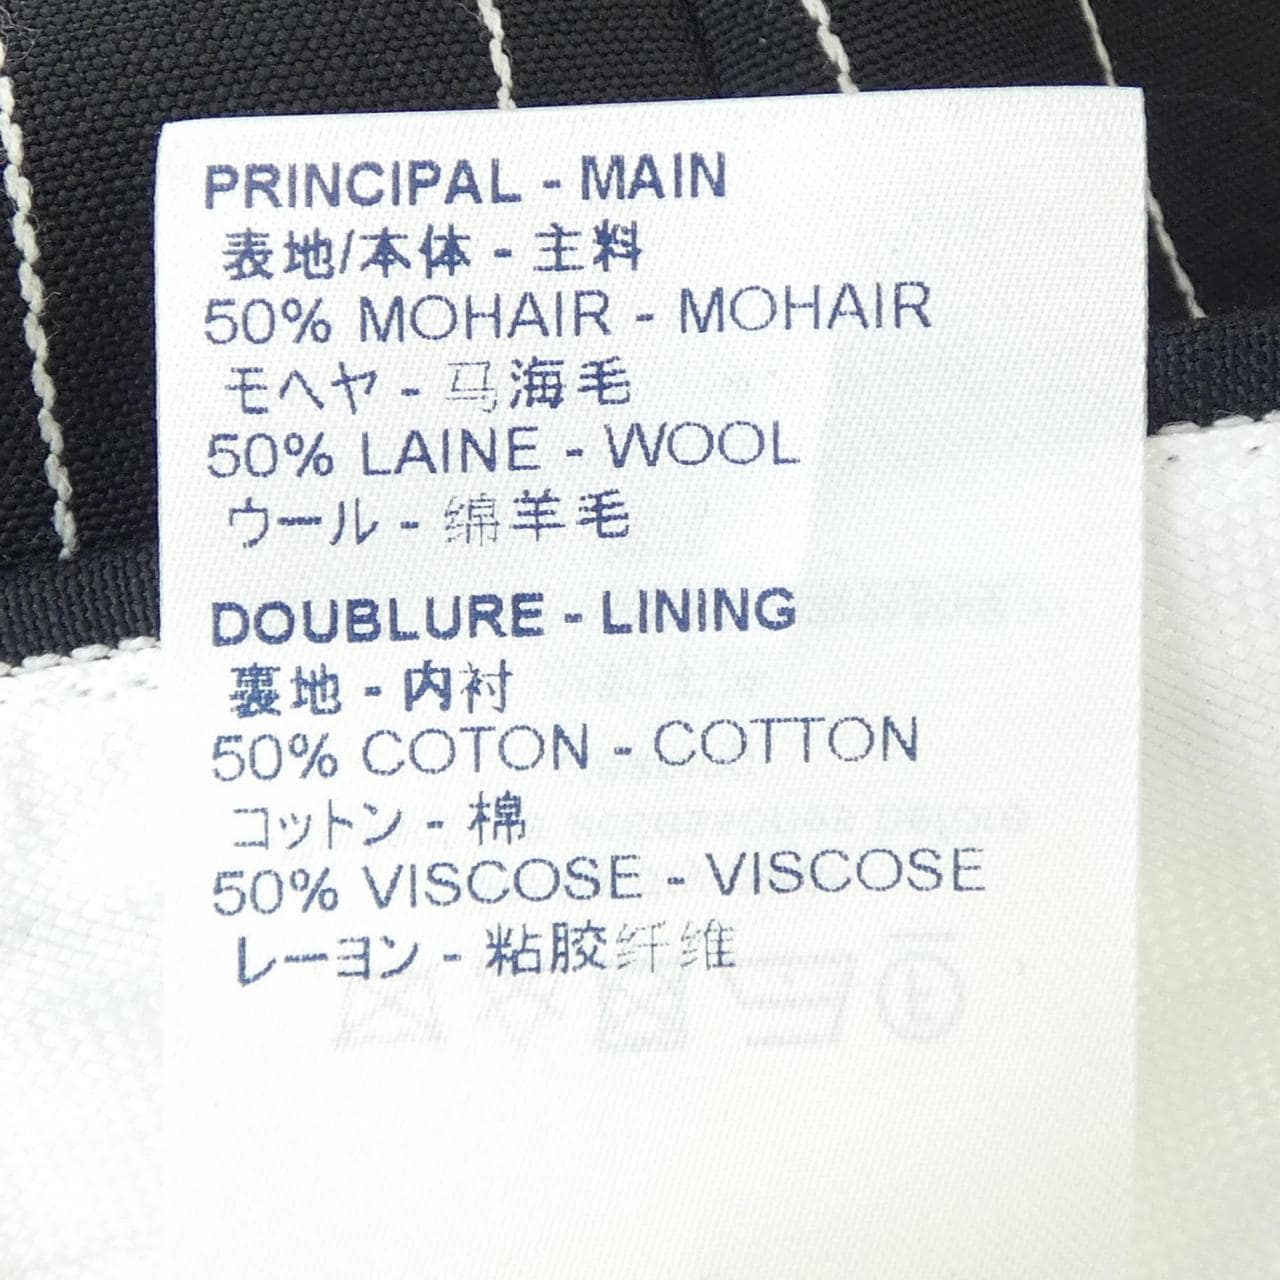 PRINCIPAL - MAIN
表地/本体 - 主料
50% MOHAIR - MOHAIR
モヘヤ - 马海毛
50% LAINE - WOOL
ウール - 绵羊毛
DOUBLURE - LINING
裏地 - 内衬
50% COTON - COTTON
コットン - 棉
50% VISCOSE - VISCOSE
レーヨン - 粘胶纤维